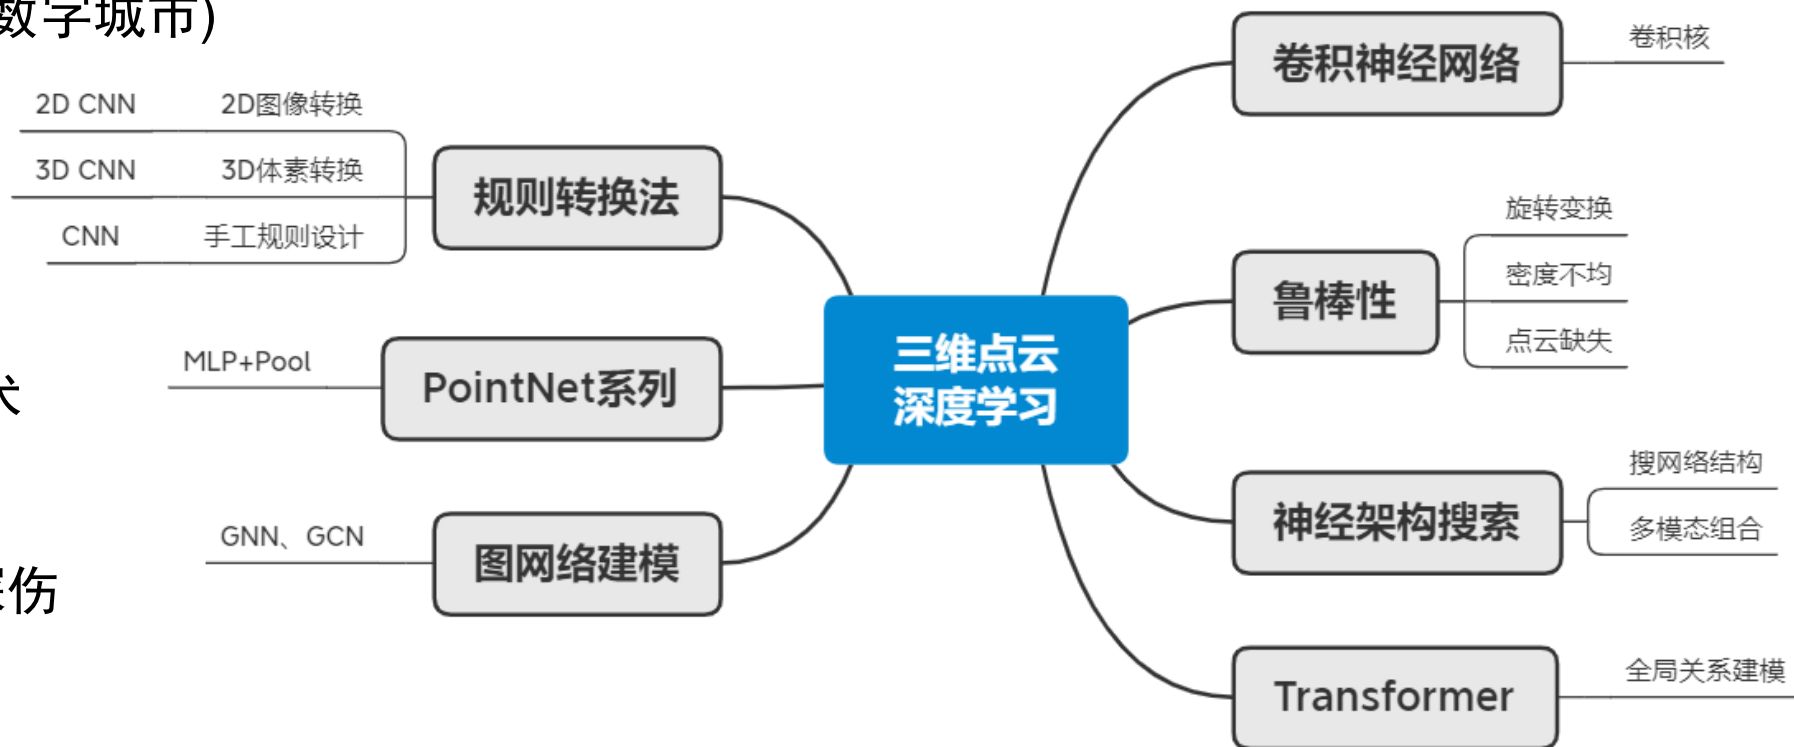 数字城市)
2D CNN 2D图像转换
3D CNN 3D体素转换
CNN 手工规则设计
规则转换法
MLP+Pool
PointNet系列
GNN、GCN
图网络建模
伤
三维点云
深度学习
卷积神经网络
卷积核
鲁棒性
旋转变换
密度不均
点云缺失
神经架构搜索
搜网络结构
多模态组合
Transformer
全局关系建模